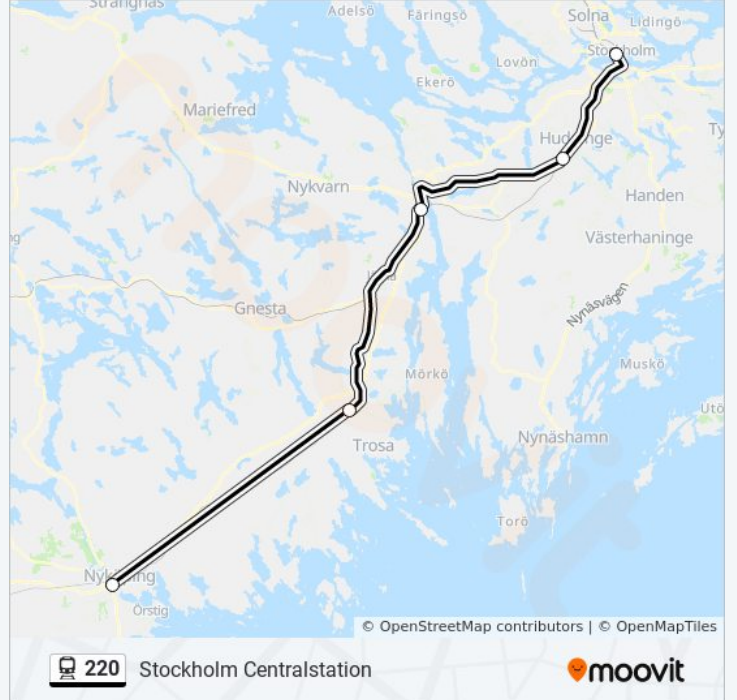 Strängnäs
Adelsö
Färingsö
Solna
Lidingö
Stockholm
Lovön
Ekerö
Mariefred
Huddinge
Ty
Nykvarn
Handen
Västerhaninge
ng
Gnesta
Nynäsvägen
Mörkö
Muskö
Utö
Trosa
Nynäshamn
Torö
Nyköping
Örstig
© OpenStreetMap contributors | © OpenMapTiles
220 Stockholm Centralstation
moovit